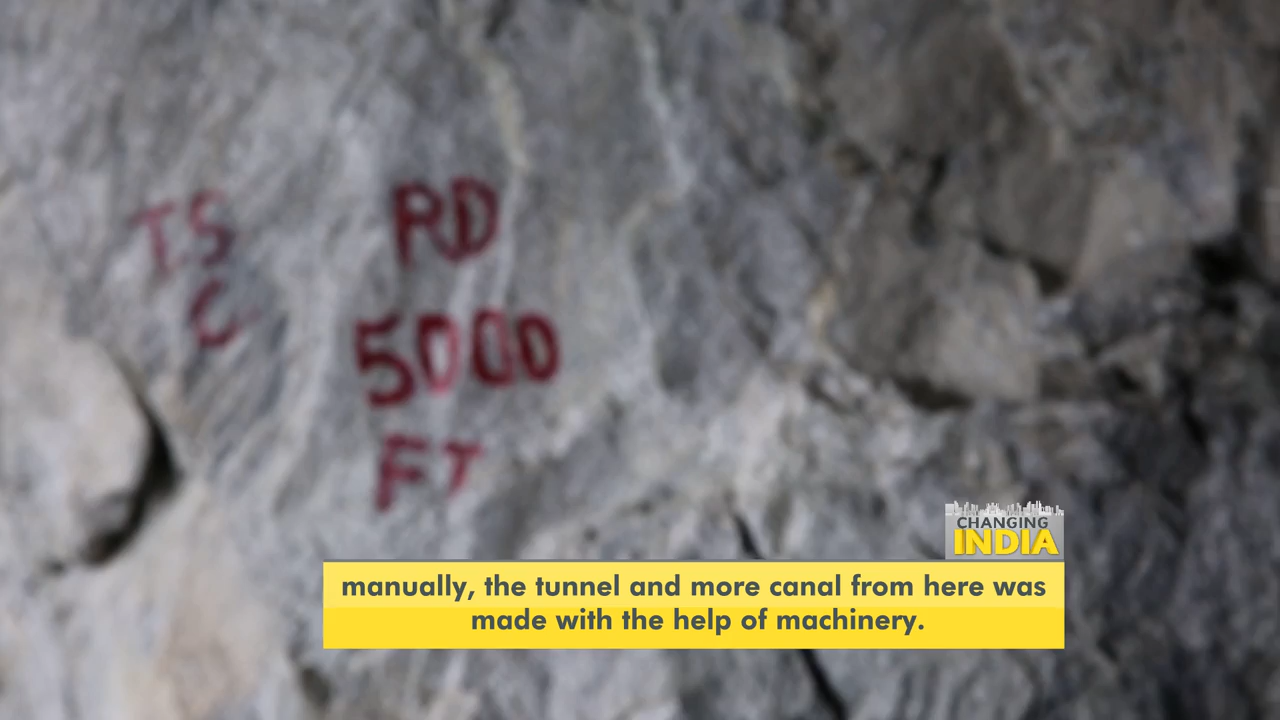 TS
C
RD
5000
FT
CHANGING
INDIA
manually, the tunnel and more canal from here was
made with the help of machinery.